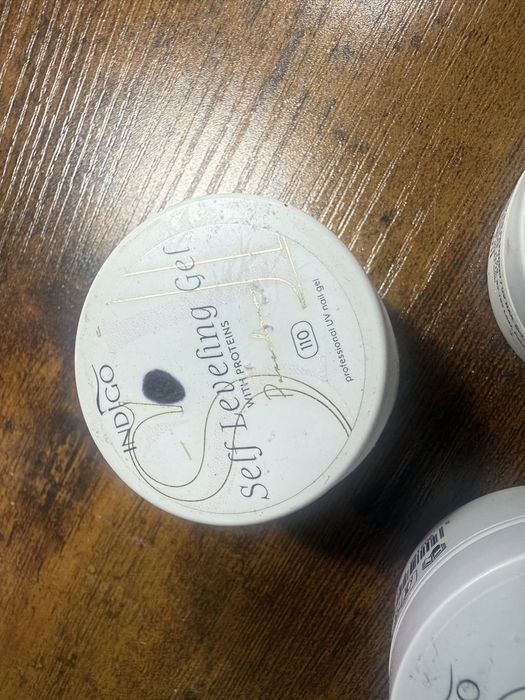 INDIGO
Self Leveling Gel
WITH PROTEINS
110
professional UV nail gel